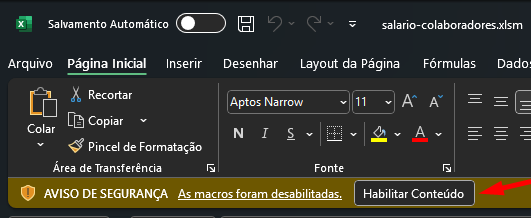 Salvamento Automático
salario-colaboradores.xlsm
Arquivo Página Inicial Inserir Desenhar Layout da Página Fórmulas Dados
Colar
Recortar
Copiar
Pincel de Formatação
Área de Transferência
Aptos Narrow 11 A A
N I S A
Fonte
AVISO DE SEGURANÇA As macros foram desabilitadas. Habilitar Conteúdo